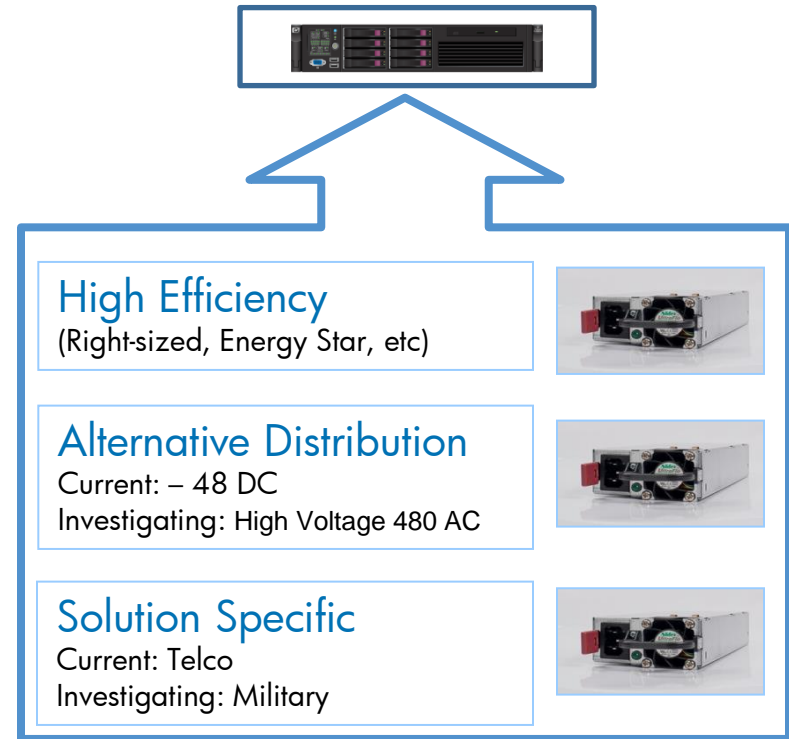 High Efficiency
(Right-sized, Energy Star, etc)
Alternative Distribution
Current: – 48 DC
Investigating: High Voltage 480 AC
Solution Specific
Current: Telco
Investigating: Military